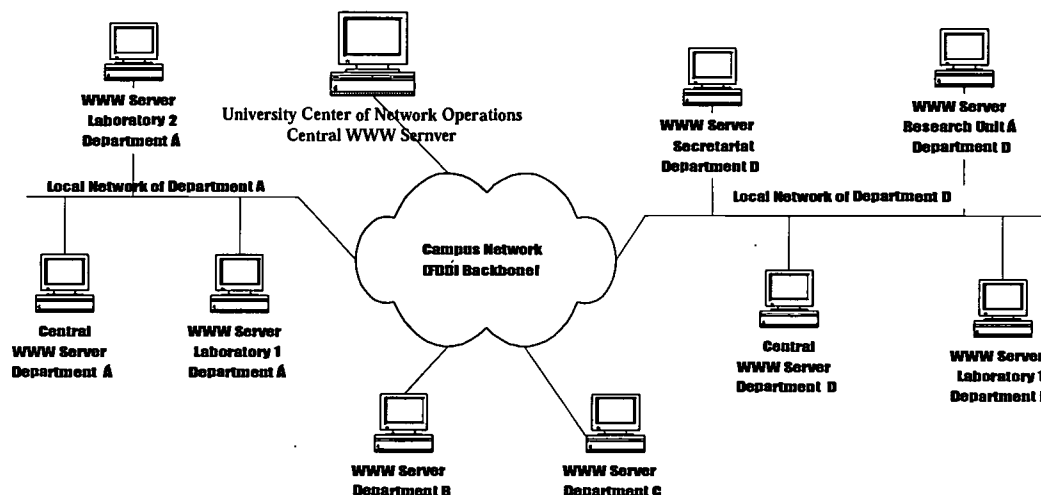 WWW Server
Laboratory 2
Department Á
University Center of Network Operations
Central WWW Sernver
WWW Server
Secretariat
Department D
WWW Server
Research Unit Á
Department D
Local Network of Department A
Local Network of Department D
Campus Network
(FDDI Backbone)
Central
WWW Server
Department Á
WWW Server
Laboratory 1
Department Á
Central
WWW Server
Department D
WWW Server
Laboratory 1
Department
WWW Server
Department B
WWW Server
Department C